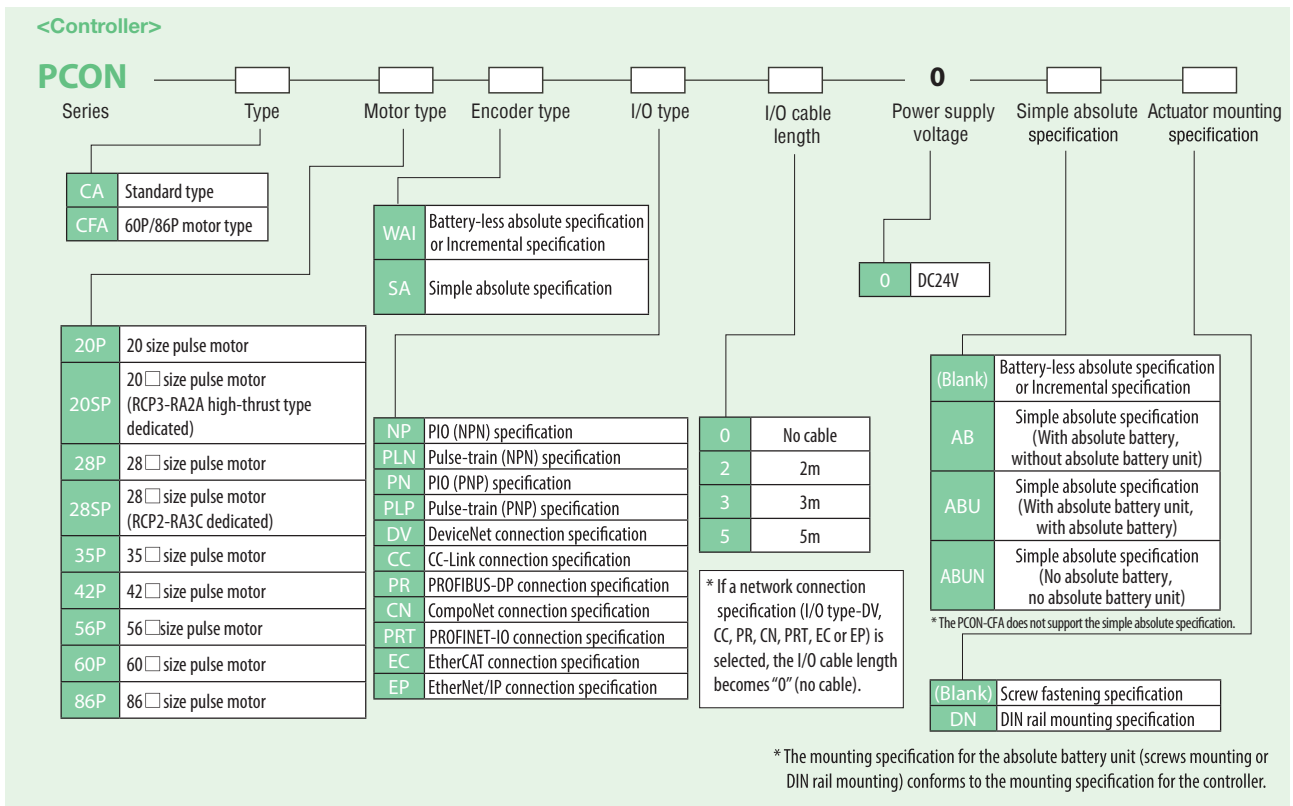 <Controller>
PCON
0
Series
Type
Motor type
Encoder type
I/O type
I/O cable
length
Power supply
voltage
Simple absolute
specification
Actuator mounting
specification
CA Standard type
CFA 60P/86P motor type
WAI Battery-less absolute specification
or Incremental specification
SA Simple absolute specification
0 DC24V
20P 20 size pulse motor
20SP 20□ size pulse motor
(RCP3-RA2A high-thrust type
dedicated)
28P 28□ size pulse motor
28SP 28□ size pulse motor
(RCP2-RA3C dedicated)
35P 35□ size pulse motor
42P 42□ size pulse motor
56P 56□size pulse motor
60P 60□ size pulse motor
86P 86□ size pulse motor
NP PIO (NPN) specification
PLN Pulse-train (NPN) specification
PN PIO (PNP) specification
PLP Pulse-train (PNP) specification
DV DeviceNet connection specification
CC CC-Link connection specification
PR PROFIBUS-DP connection specification
CN CompoNet connection specification
PRT PROFINET-IO connection specification
EC EtherCAT connection specification
EP EtherNet/IP connection specification
0 No cable
2 2m
3 3m
5 5m
* If a network connection
specification (I/O type-DV,
CC, PR, CN, PRT, EC or EP) is
selected, the I/O cable length
becomes “0” (no cable).
(Blank) Battery-less absolute specification
or Incremental specification
AB Simple absolute specification
(With absolute battery,
without absolute battery unit)
ABU Simple absolute specification
(With absolute battery unit,
with absolute battery)
ABUN Simple absolute specification
(No absolute battery,
no absolute battery unit)
* The PCON-CFA does not support the simple absolute specification.
(Blank) Screw fastening specification
DN DIN rail mounting specification
* The mounting specification for the absolute battery unit (screws mounting or
DIN rail mounting) conforms to the mounting specification for the controller.